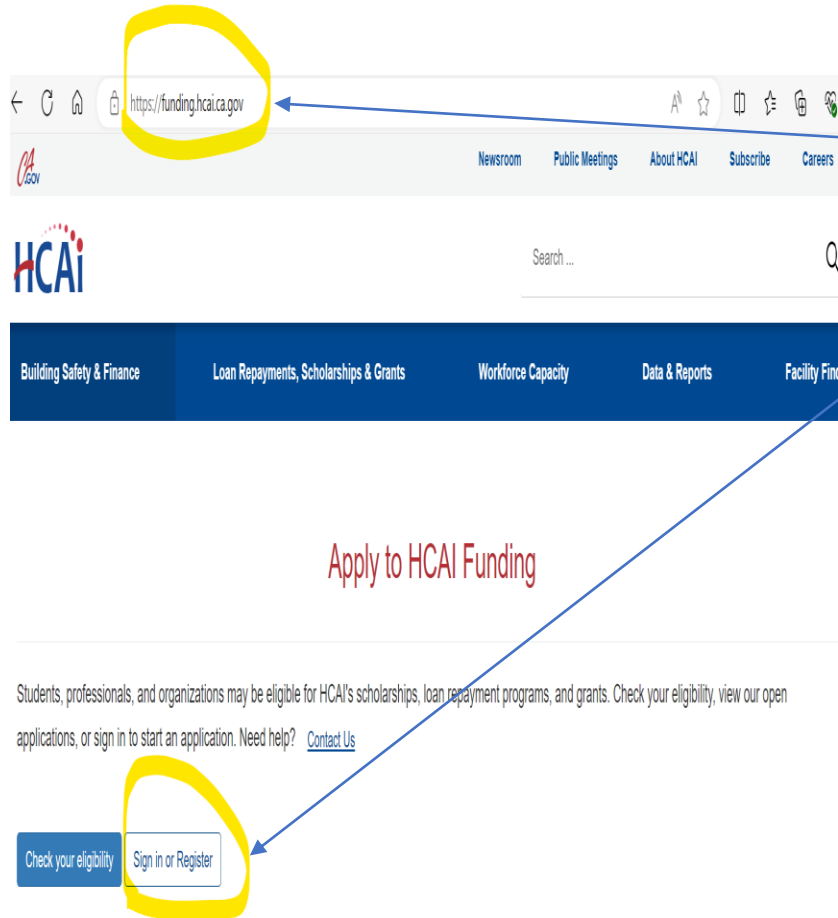 https://funding.hcai.ca.gov
CA.GOV
Newsroom Public Meetings About HCAI Subscribe Careers
HCAi
Search ...
Building Safety & Finance Loan Repayments, Scholarships & Grants Workforce Capacity Data & Reports Facility
Apply to HCAI Funding
Students, professionals, and organizations may be eligible for HCAI's scholarships, loan repayment programs, and grants. Check your eligibility, view our open
applications, or sign in to start an application. Need help? Contact Us
Check your eligibility Sign in or Register